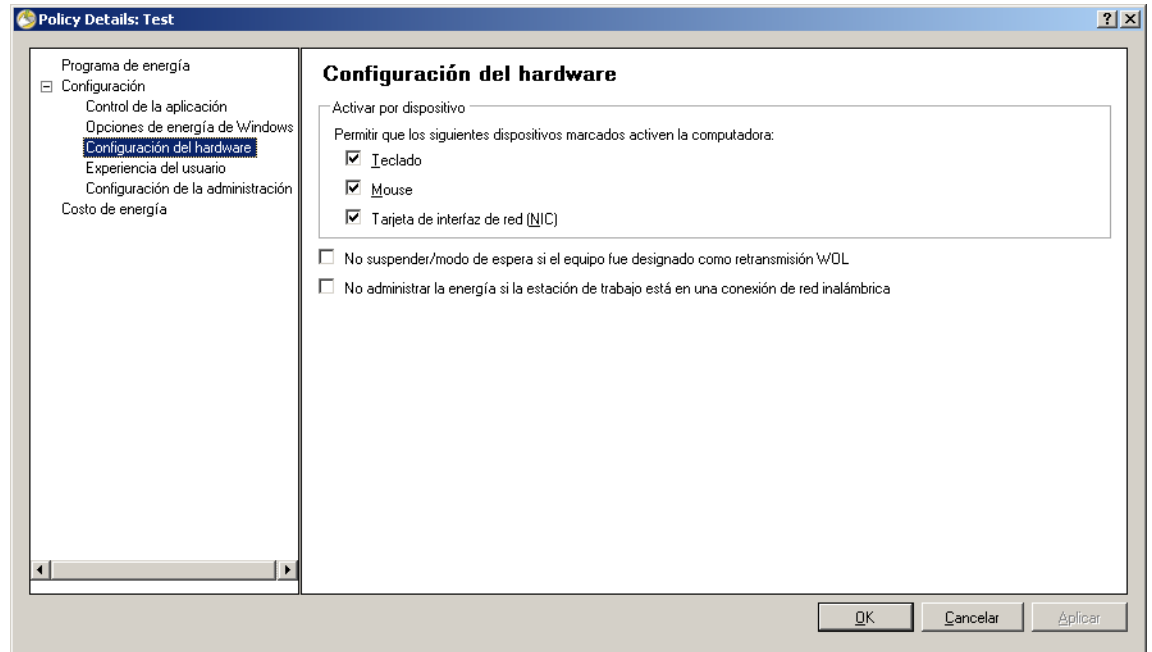 Policy Details: Test
Programa de energía
Configuración
Control de la aplicación
Opciones de energía de Windows
Configuración del hardware
Experiencia del usuario
Configuración de la administración
Costo de energía
Configuración del hardware
Activar por dispositivo
Permitir que los siguientes dispositivos marcados activen la computadora:
Teclado
Mouse
Tarjeta de interfaz de red (NIC)
No suspender/modo de espera si el equipo fue designado como retransmisión WOL
No administrar la energía si la estación de trabajo está en una conexión de red inalámbrica
OK
Cancelar
Aplicar